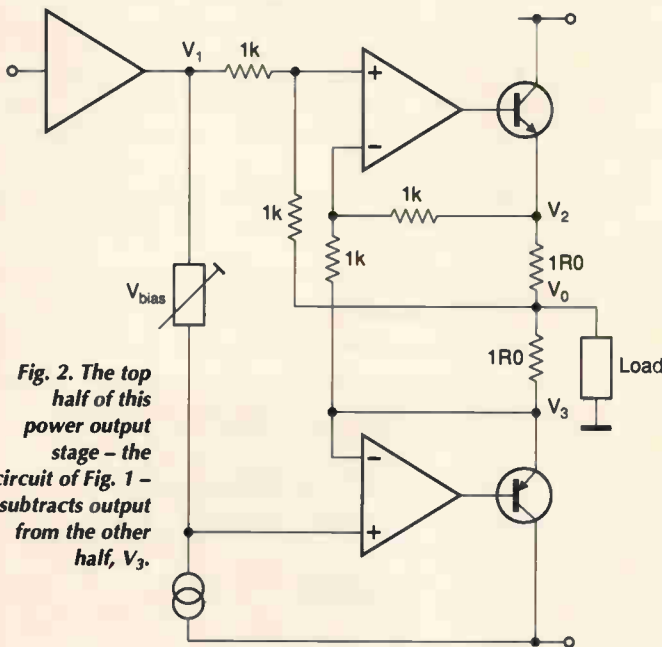 V1
1k
+
−
1k
1k
1k
V2
1R0
V0
1R0
V3
Load
Vbias
−
+
Fig. 2. The top
half of this
power output
stage – the
circuit of Fig. 1 –
subtracts output
from the other
half, V3.